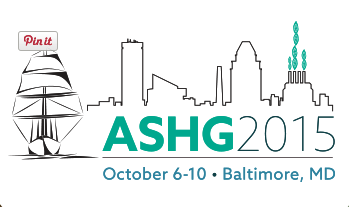 Pin it
ASHG2015
October 6-10 • Baltimore, MD